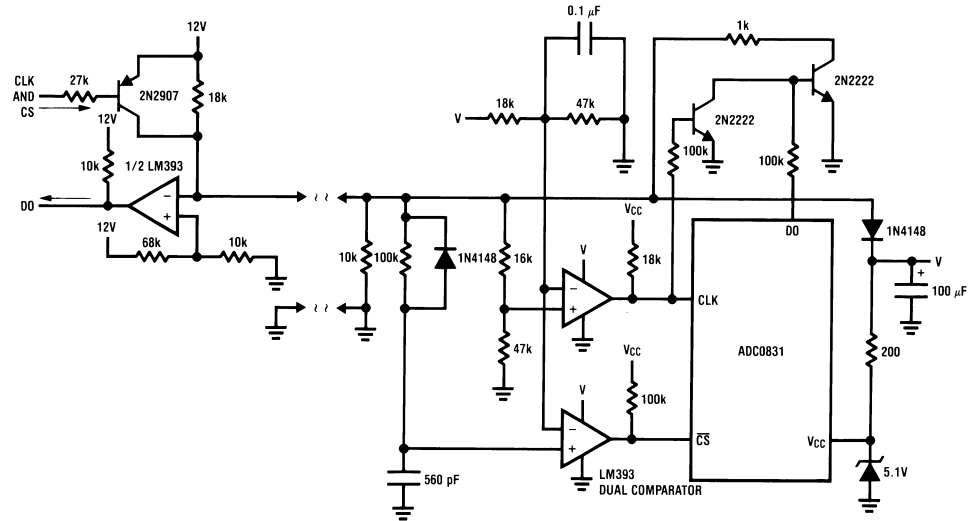 0.1 µF
12V
1k
CLK
AND
CS
27k
2N2907
18k
12V
10k
1/2 LM393
DO
12V
68k
10k
V
18k
47k
2N2222
2N2222
100k
100k
10k
100k
1N4148
16k
47k
VCC
18k
V
−
+
−
+
CLK
DO
ADC0831
1N4148
V
+
100 µF
200
VCC
100k
V
−
+
CS
VCC
5.1V
560 pF
LM393
DUAL COMPARATOR